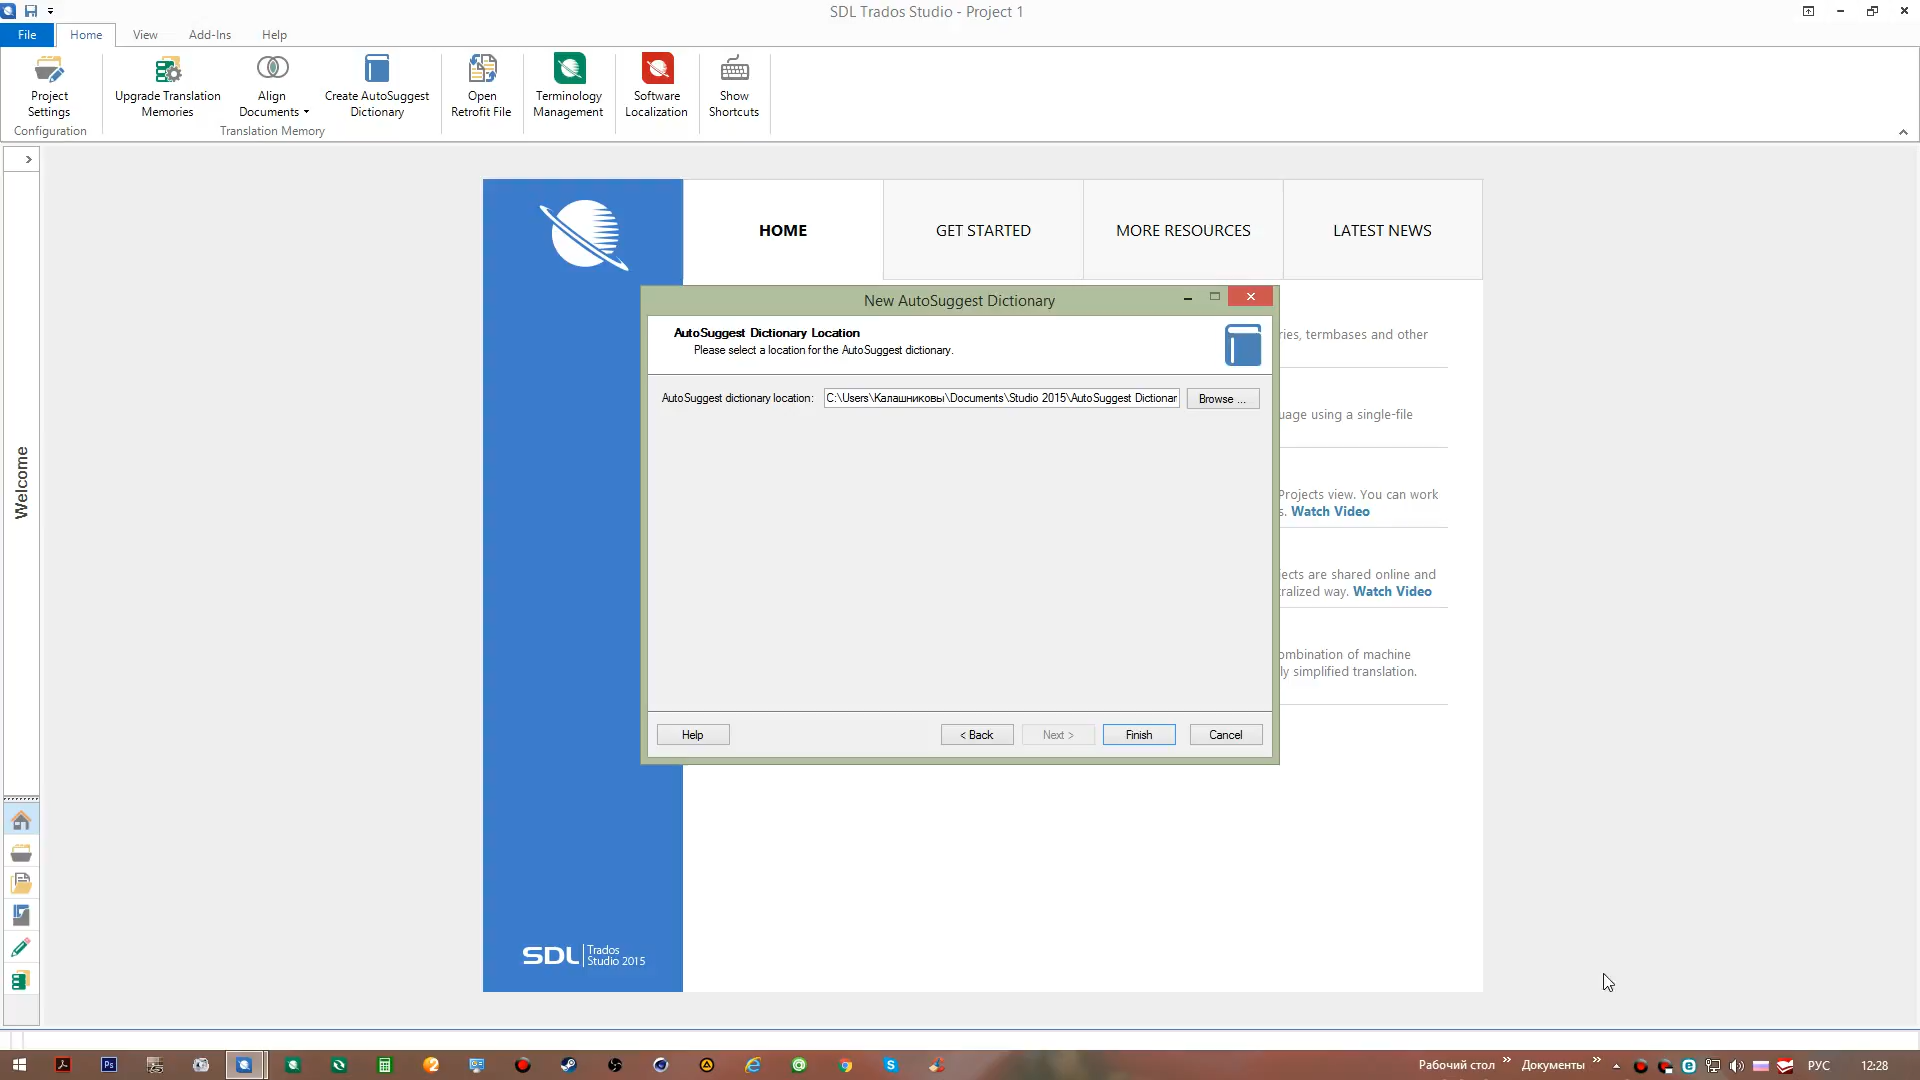 SDL Trados Studio - Project 1
File Home View Add-Ins Help
Project Settings
Upgrade Translation Memories
Align Documents
Create AutoSuggest Dictionary
Open Retrofit File
Terminology Management
Software Localization
Show Shortcuts
Configuration
Translation Memory
Welcome
HOME GET STARTED MORE RESOURCES LATEST NEWS
New AutoSuggest Dictionary
AutoSuggest Dictionary Location
Please select a location for the AutoSuggest dictionary.
AutoSuggest dictionary location: C:\Users\Калашниковы\Documents\Studio 2015\AutoSuggest Dictionar Browse ...
ries, termbases and other
uage using a single-file
Projects view. You can work
s. Watch Video
jects are shared online and
tralized way. Watch Video
ombination of machine
ly simplified translation.
Help < Back Next > Finish Cancel
SDL Trados Studio 2015
Рабочий стол » Документы » РУС 12:28